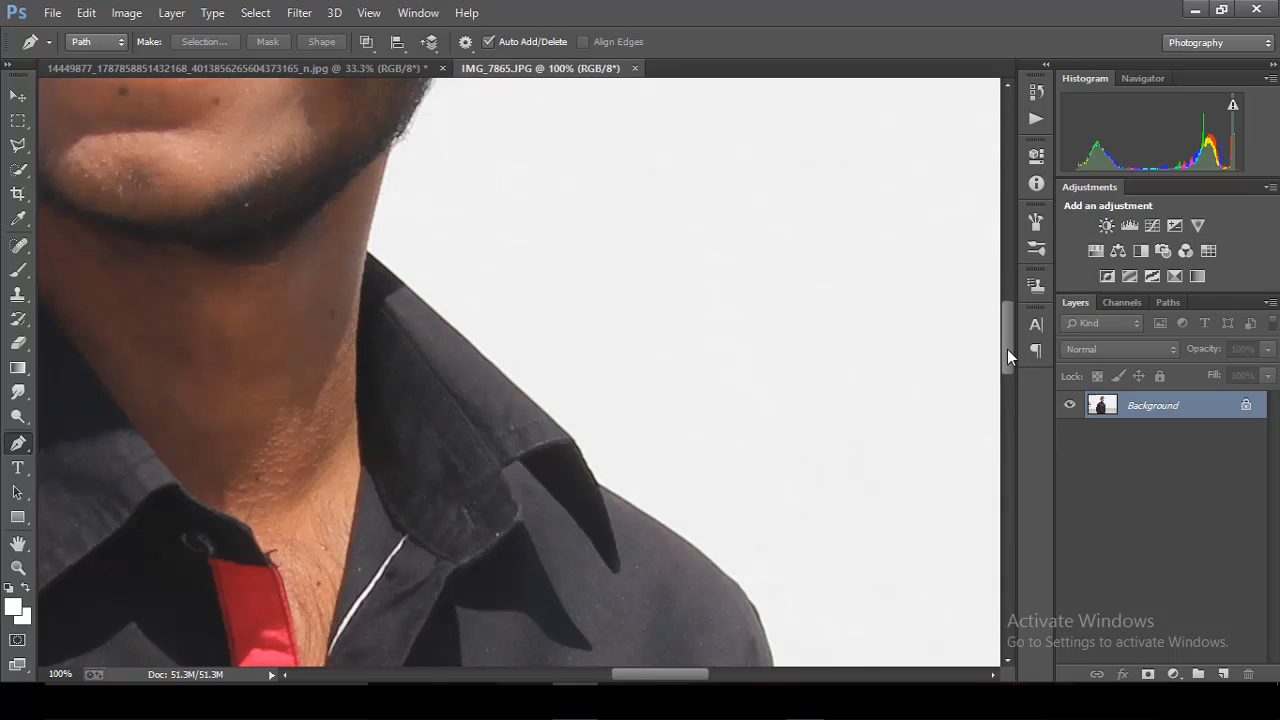 Ps File Edit Image Layer Type Select Filter 3D View Window Help
Path Make: Selection... Mask Shape Auto Add/Delete Align Edges Photography
14449877_1787858851432168_4013856265604373165_n.jpg @ 33.3% (RGB/8*) * × IMG_7865.JPG @ 100% (RGB/8*) ×
Histogram Navigator
Adjustments
Add an adjustment
Layers Channels Paths
Kind
Normal Opacity: 100%
Lock: Fill: 100%
Background
Activate Windows
Go to Settings to activate Windows.
100% Doc: 51.3M/51.3M